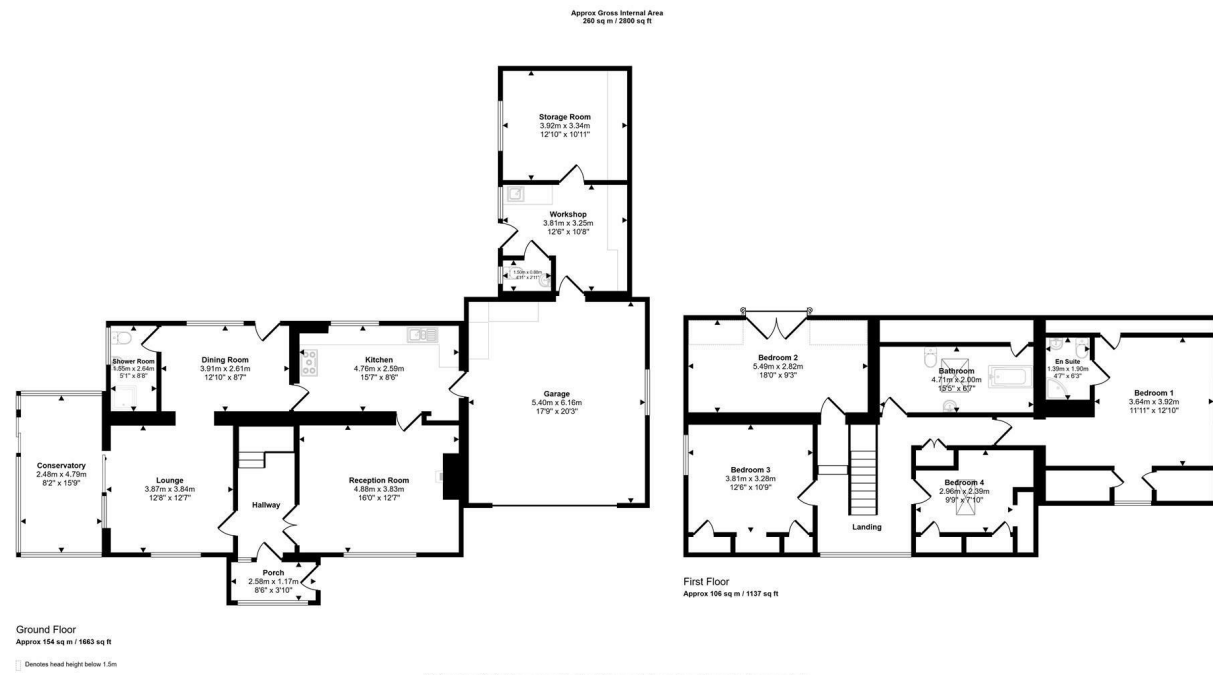 Approx Gross Internal Area
260 sq m / 2800 sq ft
Storage Room
3.92m x 3.34m
12'10" x 10'11"
Workshop
3.81m x 3.25m
12'6" x 10'8"
1.50m x 0.88m
4'11" x 2'11"
Shower Room
1.55m x 2.64m
5'1" x 8'8"
Dining Room
3.91m x 2.61m
12'10" x 8'7"
Kitchen
4.76m x 2.59m
15'7" x 8'6"
Garage
5.40m x 6.16m
17'9" x 20'3"
Conservatory
2.48m x 4.79m
8'2" x 15'9"
Lounge
3.87m x 3.84m
12'8" x 12'7"
Hallway
Reception Room
4.88m x 3.83m
16'0" x 12'7"
Porch
2.58m x 1.17m
8'6" x 3'10"
Ground Floor
Approx 154 sq m / 1663 sq ft
Denotes head height below 1.5m
Bedroom 2
5.49m x 2.82m
18'0" x 9'3"
Bathroom
4.71m x 2.00m
15'5" x 6'7"
En Suite
1.39m x 1.90m
4'7" x 6'3"
Bedroom 1
3.64m x 3.92m
11'11" x 12'10"
Bedroom 3
3.81m x 3.28m
12'6" x 10'9"
Bedroom 4
2.96m x 2.39m
9'9" x 7'10"
Landing
First Floor
Approx 106 sq m / 1137 sq ft